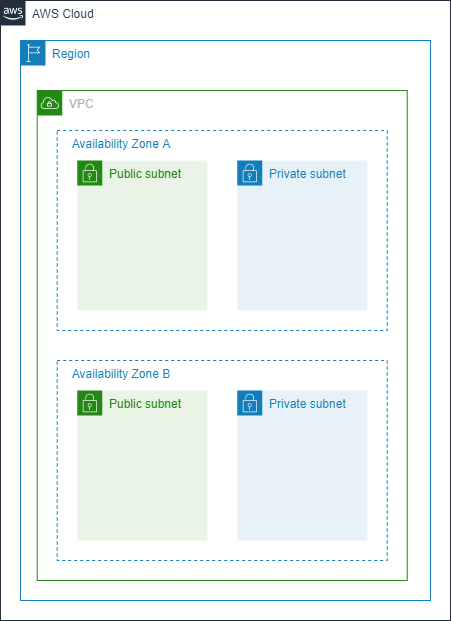 aws
AWS Cloud
Region
VPC
Availability Zone A
Public subnet
Private subnet
Availability Zone B
Public subnet
Private subnet